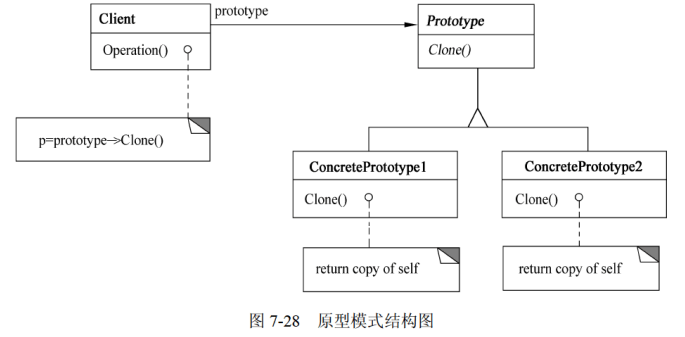 Client
prototype
Prototype
Operation()
Clone()
p=prototype->Clone()
ConcretePrototype1
ConcretePrototype2
Clone()
Clone()
return copy of self
return copy of self
图 7-28 原型模式结构图